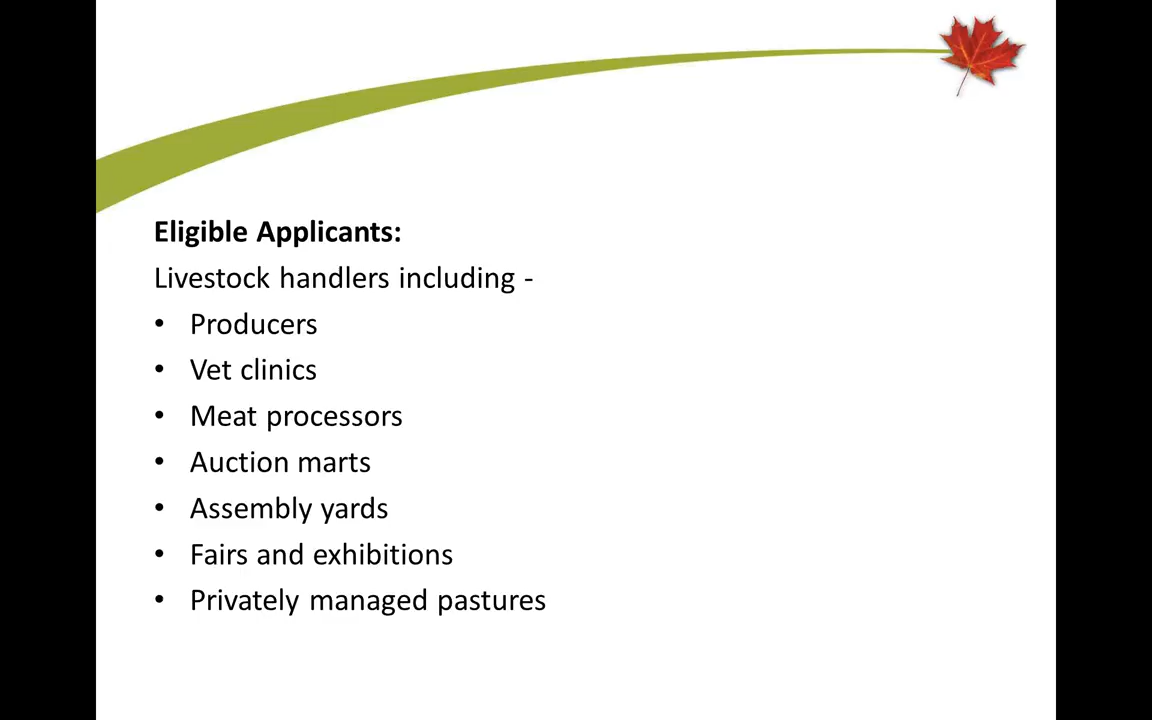 Eligible Applicants:
Livestock handlers including -
• Producers
• Vet clinics
• Meat processors
• Auction marts
• Assembly yards
• Fairs and exhibitions
• Privately managed pastures